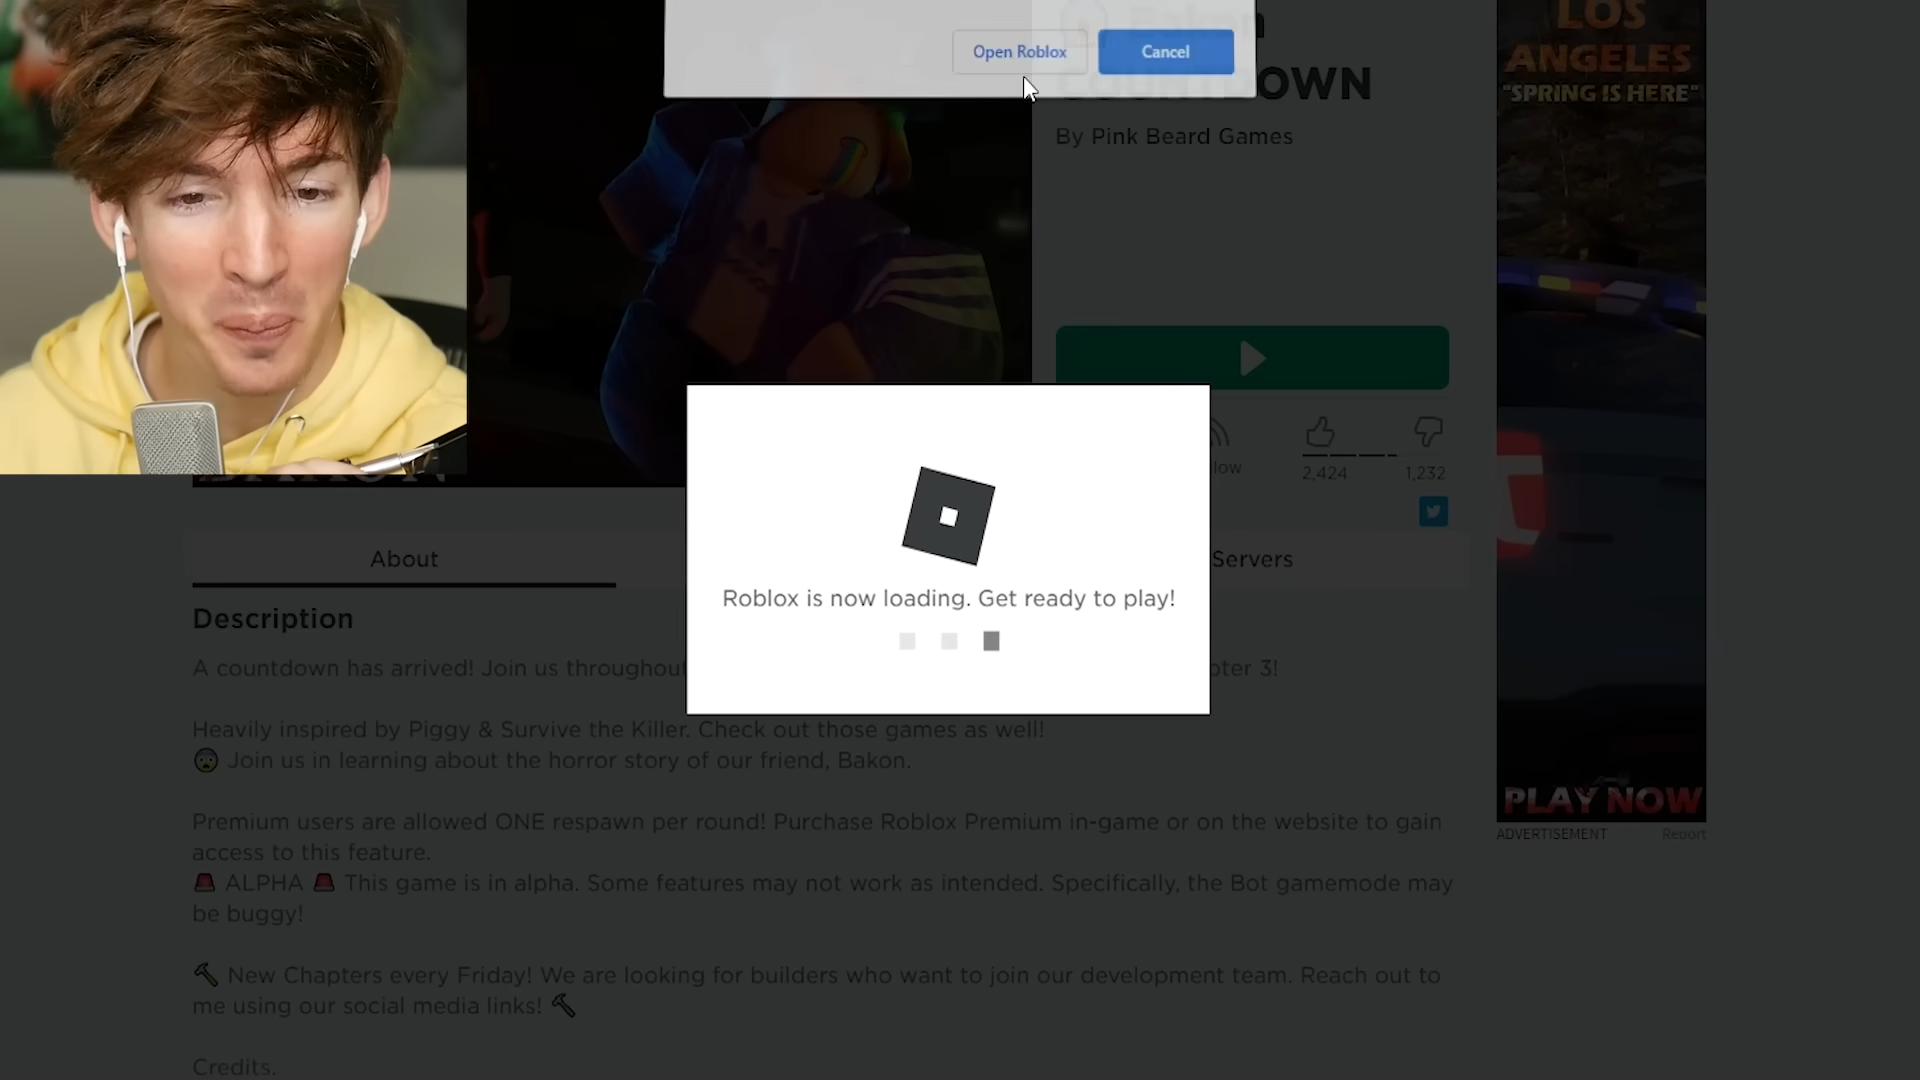 Open Roblox
Cancel
Bakon
COUNTDOWN
By Pink Beard Games
LOS
ANGELES
"SPRING IS HERE"
2,424
1,232
About
Servers
Roblox is now loading. Get ready to play!
Description
A countdown has arrived! Join us throughout
3!
Heavily inspired by Piggy & Survive the Killer. Check out those games as well!
😨 Join us in learning about the horror story of our friend, Bakon.
Premium users are allowed ONE respawn per round! Purchase Roblox Premium in-game or on the website to gain
access to this feature.
🚨 ALPHA 🚨 This game is in alpha. Some features may not work as intended. Specifically, the Bot gamemode may
be buggy!
🔨 New Chapters every Friday! We are looking for builders who want to join our development team. Reach out to
me using our social media links! 🔨
Credits.
PLAY NOW
ADVERTISEMENT
Report